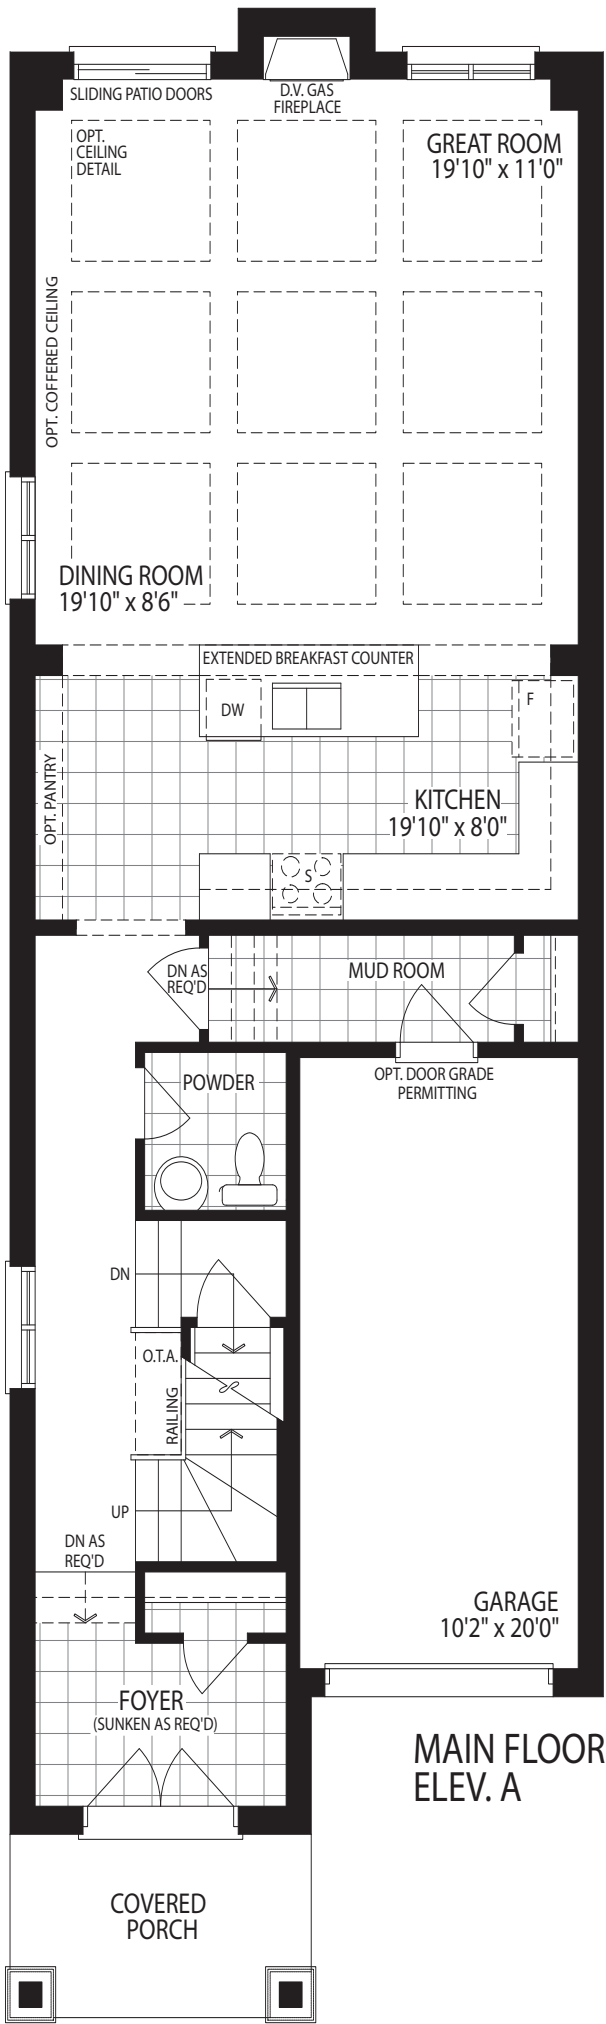 SLIDING PATIO DOORS
D.V. GAS
FIREPLACE
OPT.
CEILING
DETAIL
GREAT ROOM
19'10" x 11'0"
OPT. COFFERED CEILING
DINING ROOM
19'10" x 8'6"
EXTENDED BREAKFAST COUNTER
DW
F
OPT. PANTRY
KITCHEN
19'10" x 8'0"
S
DN AS
REQ'D
MUD ROOM
OPT. DOOR GRADE
PERMITTING
POWDER
DN
O.T.A.
RAILING
UP
DN AS
REQ'D
GARAGE
10'2" x 20'0"
FOYER
(SUNKEN AS REQ'D)
MAIN FLOOR
ELEV. A
COVERED
PORCH